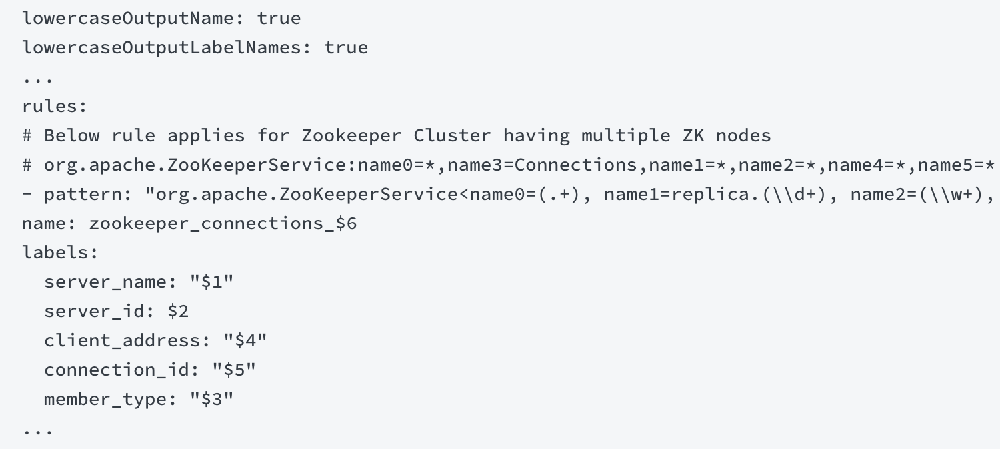 lowercaseOutputName: true
lowercaseOutputLabelNames: true
...
rules:
# Below rule applies for Zookeeper Cluster having multiple ZK nodes
# org.apache.ZooKeeperService:name0=*,name3=Connections,name1=*,name2=*,name4=*,name5=*
- pattern: "org.apache.ZooKeeperService<name0=(.+), name1=replica.(\\d+), name2=(\\w+),
name: zookeeper_connections_$6
labels:
  server_name: "$1"
  server_id: $2
  client_address: "$4"
  connection_id: "$5"
  member_type: "$3"
...